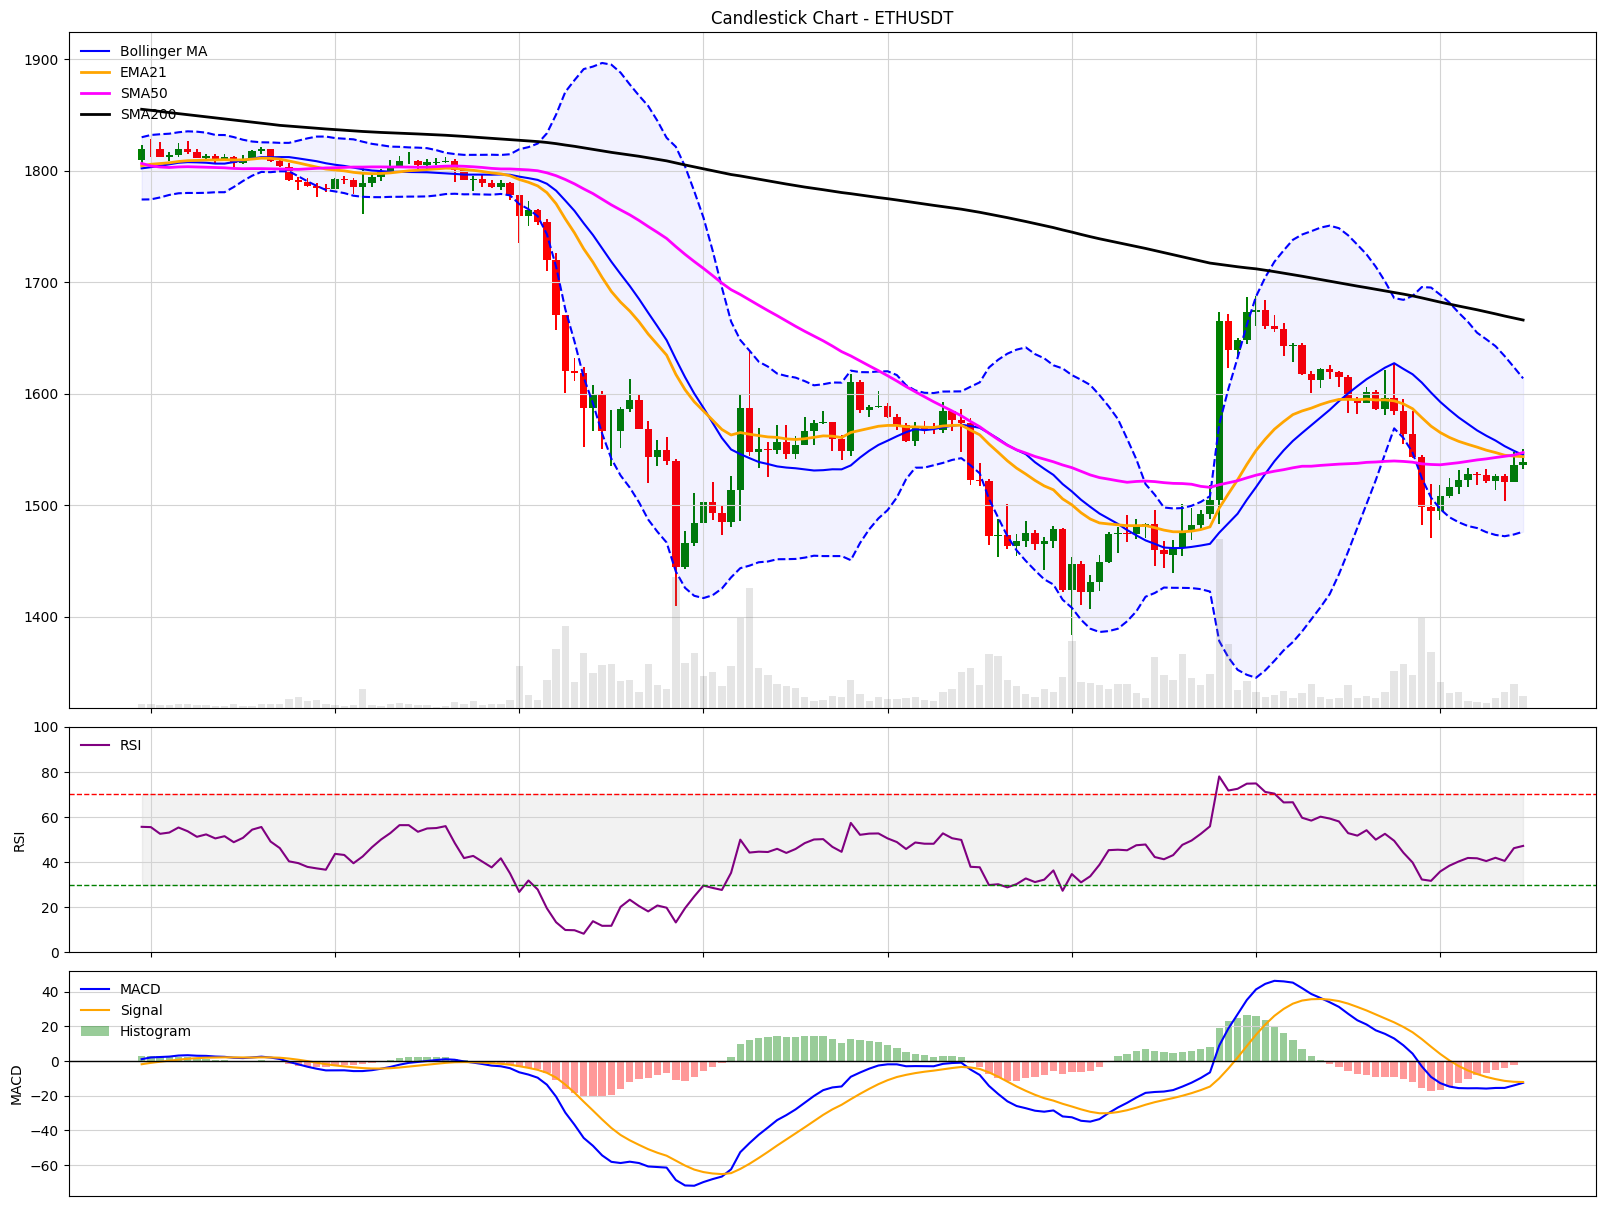 Candlestick Chart - ETHUSDT
Bollinger MA
EMA21
SMA50
SMA200
1900
1800
1700
1600
1500
1400
RSI
100
80
60
40
20
0
RSI
MACD
Signal
Histogram
40
20
0
−20
−40
−60
MACD